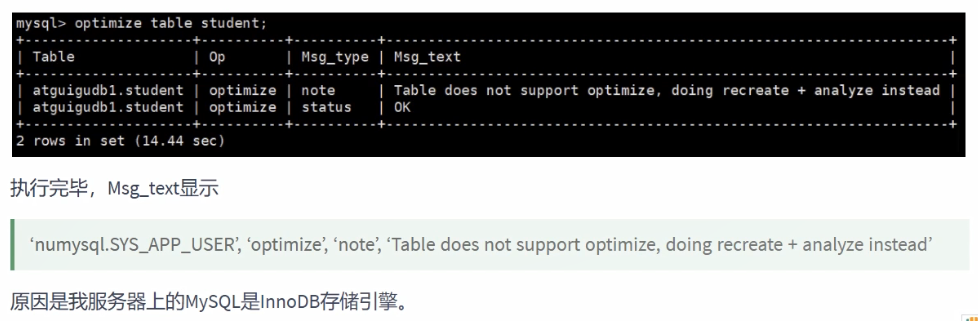 mysql> optimize table student;
+--------------------+----------+----------+-------------------------------------------------------------------+
| Table | Op | Msg_type | Msg_text |
+--------------------+----------+----------+-------------------------------------------------------------------+
| atguigudb1.student | optimize | note | Table does not support optimize, doing recreate + analyze instead |
| atguigudb1.student | optimize | status | OK |
+--------------------+----------+----------+-------------------------------------------------------------------+
2 rows in set (14.44 sec)
执行完毕，Msg_text显示
‘numysql.SYS_APP_USER’, ‘optimize’, ‘note’, ‘Table does not support optimize, doing recreate + analyze instead’
原因是我服务器上的MySQL是InnoDB存储引擎。